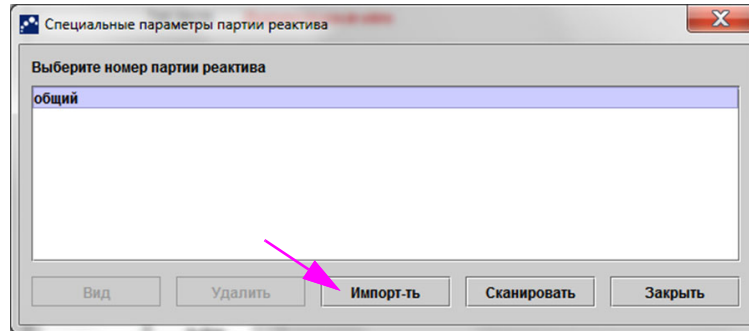 Специальные параметры партии реактива
Выберите номер партии реактива
общий
Вид Удалить Импорт-ть Сканировать Закрыть